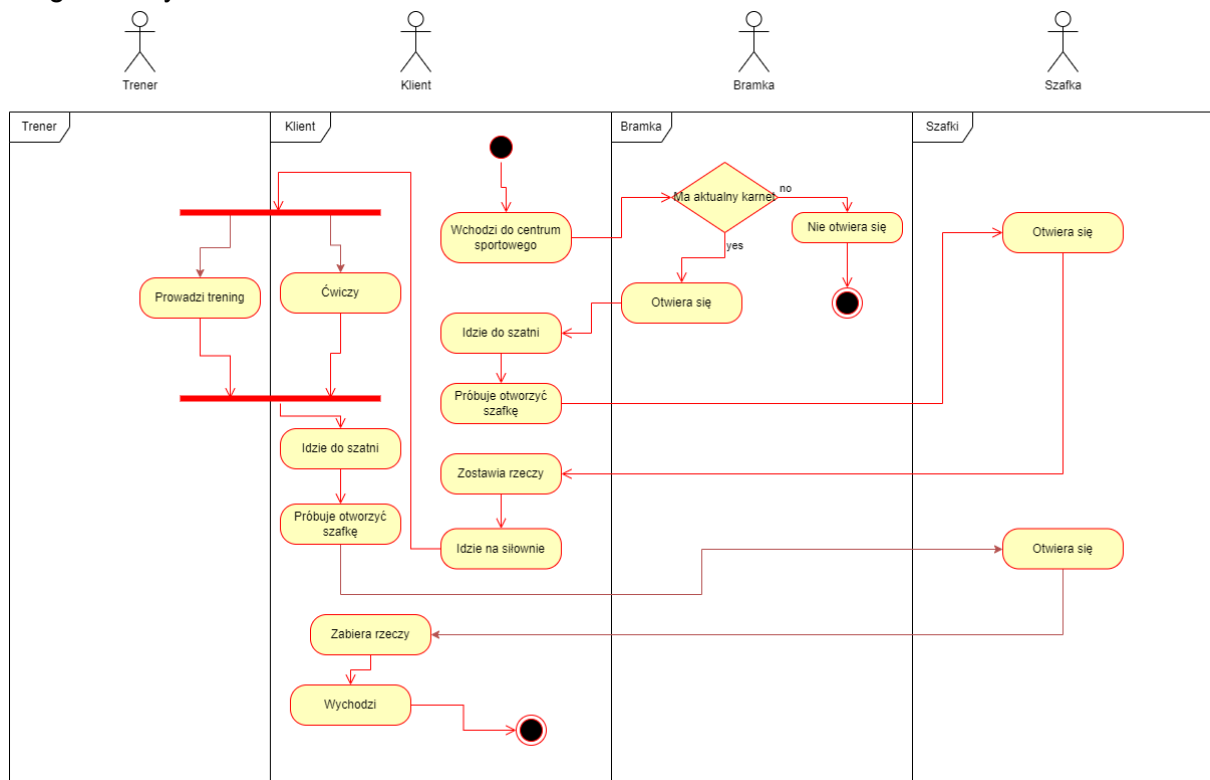 Trener
Klient
Bramka
Szafka
Trener
Klient
Bramka
Szafki
Ma aktualny karnet
no
yes
Wchodzi do centrum
sportowego
Nie otwiera się
Otwiera się
Prowadzi trening
Ćwiczy
Otwiera się
Idzie do szatni
Próbuje otworzyć
szafkę
Idzie do szatni
Zostawia rzeczy
Próbuje otworzyć
szafkę
Idzie na siłownie
Otwiera się
Zabiera rzeczy
Wychodzi